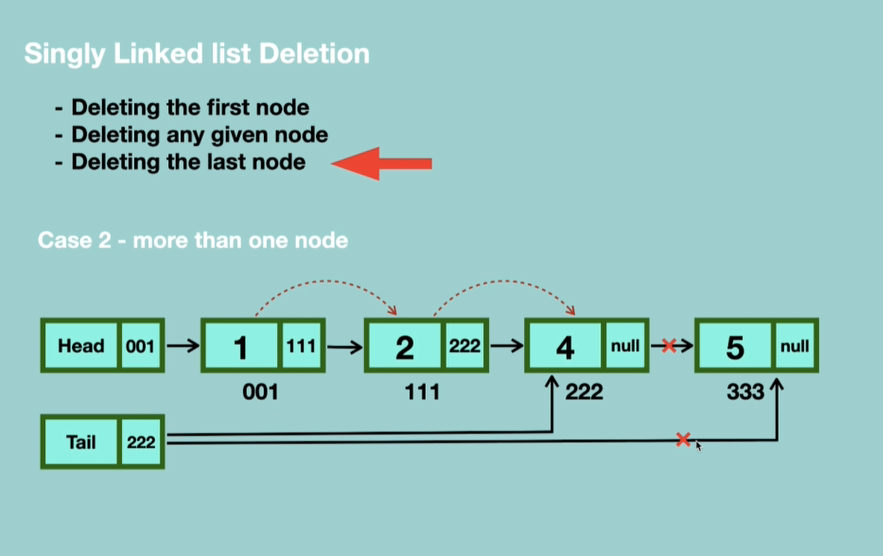 Singly Linked list Deletion
- Deleting the first node
- Deleting any given node
- Deleting the last node
Case 2 - more than one node
Head 001 1 111 2 222 4 null 5 null
001 111 222 333
Tail 222